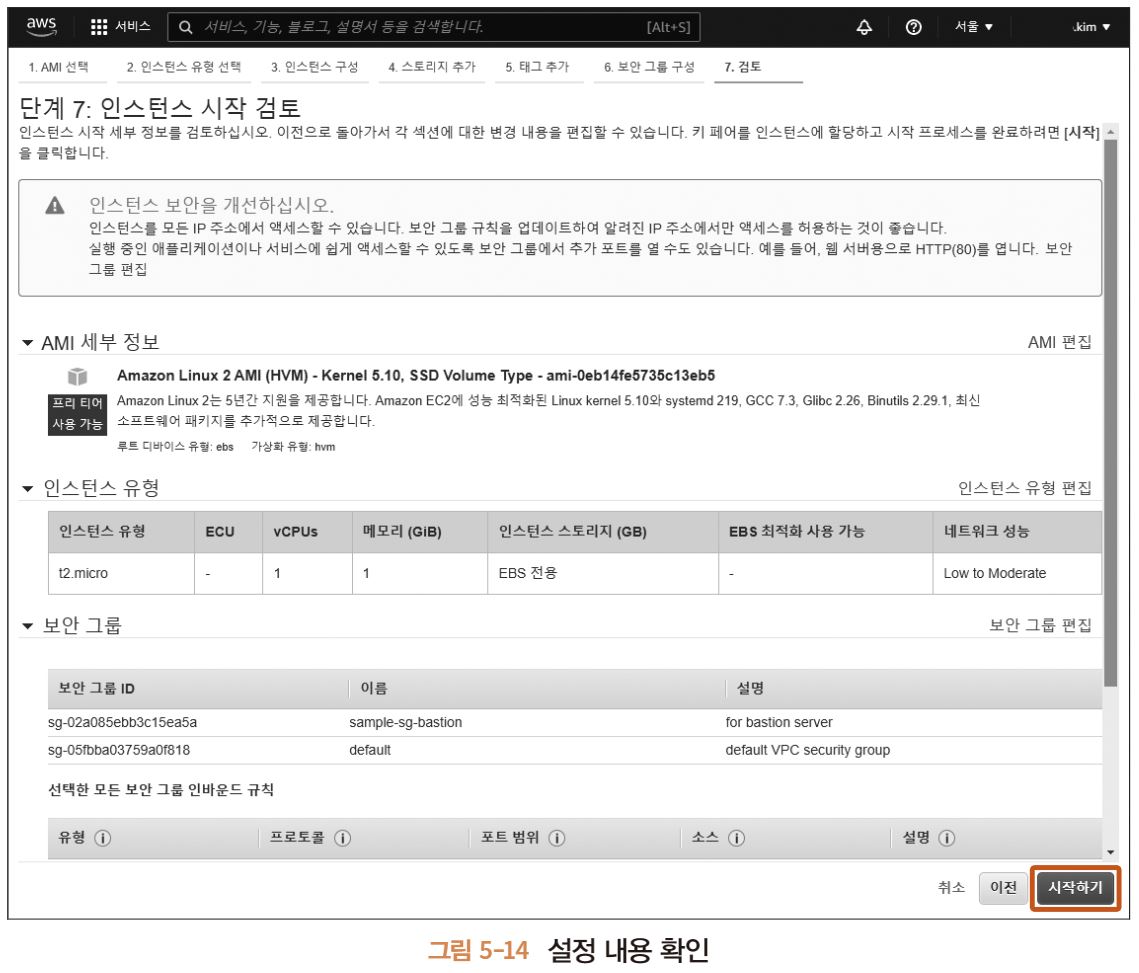 aws
서비스
서비스, 기능, 블로그, 설명서 등을 검색합니다.
[Alt+S]
서울 ▼
.kim ▼
1. AMI 선택
2. 인스턴스 유형 선택
3. 인스턴스 구성
4. 스토리지 추가
5. 태그 추가
6. 보안 그룹 구성
7. 검토
단계 7: 인스턴스 시작 검토
인스턴스 시작 세부 정보를 검토하십시오. 이전으로 돌아가서 각 섹션에 대한 변경 내용을 편집할 수 있습니다. 키 페어를 인스턴스에 할당하고 시작 프로세스를 완료하려면 [시작]
을 클릭합니다.
인스턴스 보안을 개선하십시오.
인스턴스를 모든 IP 주소에서 액세스할 수 있습니다. 보안 그룹 규칙을 업데이트하여 알려진 IP 주소에서만 액세스를 허용하는 것이 좋습니다.
실행 중인 애플리케이션이나 서비스에 쉽게 액세스할 수 있도록 보안 그룹에서 추가 포트를 열 수도 있습니다. 예를 들어, 웹 서버용으로 HTTP(80)를 엽니다. 보안
그룹 편집
AMI 세부 정보
AMI 편집
Amazon Linux 2 AMI (HVM) - Kernel 5.10, SSD Volume Type - ami-0eb14fe5735c13eb5
프리 티어
사용 가능
Amazon Linux 2는 5년간 지원을 제공합니다. Amazon EC2에 성능 최적화된 Linux kernel 5.10와 systemd 219, GCC 7.3, Glibc 2.26, Binutils 2.29.1, 최신
소프트웨어 패키지를 추가적으로 제공합니다.
루트 디바이스 유형: ebs 가상화 유형: hvm
인스턴스 유형
인스턴스 유형 편집
인스턴스 유형 ECU vCPUs 메모리 (GiB) 인스턴스 스토리지 (GB) EBS 최적화 사용 가능 네트워크 성능
t2.micro - 1 1 EBS 전용 - Low to Moderate
보안 그룹
보안 그룹 편집
보안 그룹 ID 이름 설명
sg-02a085ebb3c15ea5a sample-sg-bastion for bastion server
sg-05fbba03759a0f818 default default VPC security group
선택한 모든 보안 그룹 인바운드 규칙
유형 프로토콜 포트 범위 소스 설명
취소 이전 시작하기
그림 5-14 설정 내용 확인